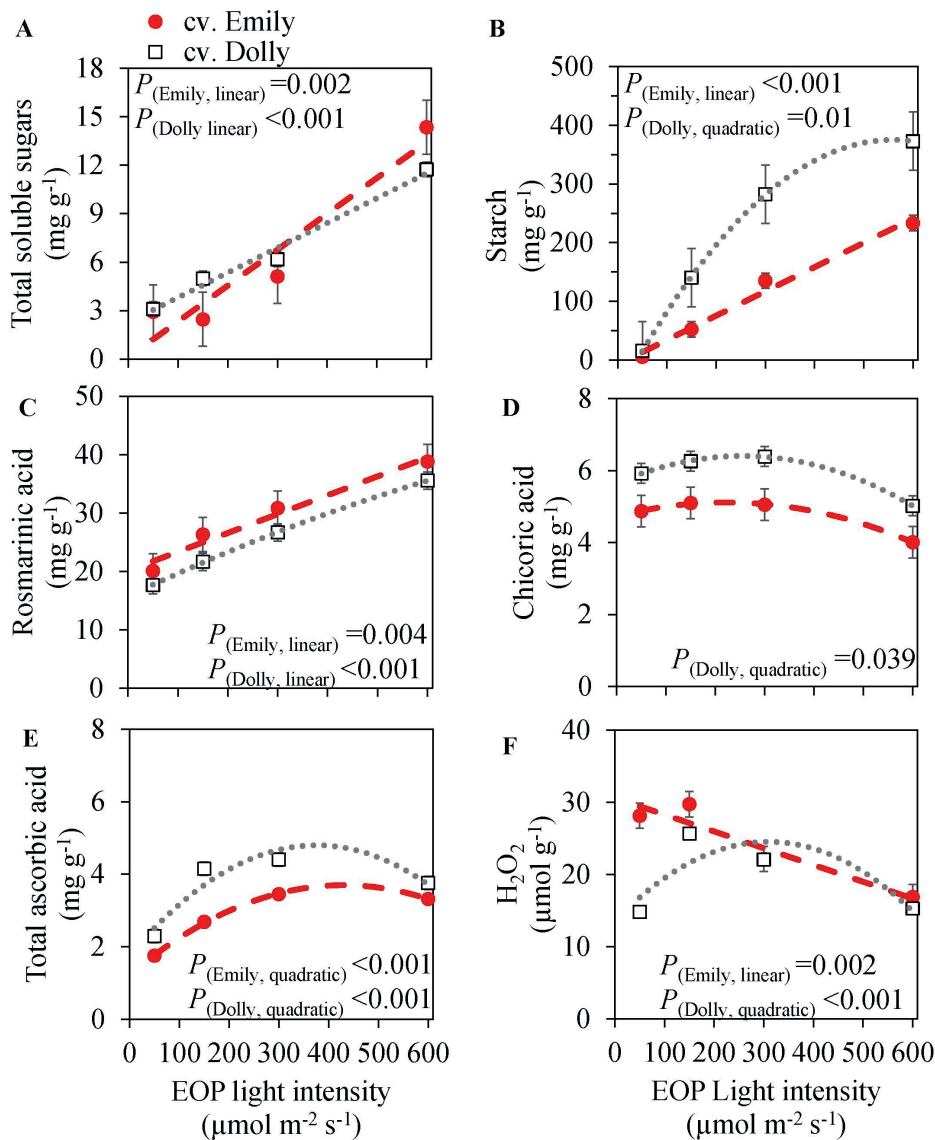 cv. Emily
cv. Dolly
A
18
15
12
9
6
3
0
Total soluble sugars
(mg g-1)
P(Emily, linear) =0.002
P(Dolly linear) <0.001
B
500
400
300
200
100
0
Starch
(mg g-1)
P(Emily, linear) <0.001
P(Dolly, quadratic) =0.01
C
50
40
30
20
10
0
Rosmarinic acid
(mg g-1)
P(Emily, linear) =0.004
P(Dolly, linear) <0.001
D
8
6
4
2
0
Chicoric acid
(mg g-1)
P(Dolly, quadratic) =0.039
E
8
6
4
2
0
Total ascorbic acid
(mg g-1)
P(Emily, quadratic) <0.001
P(Dolly, quadratic) <0.001
0 100 200 300 400 500 600
EOP light intensity
(µmol m-2 s-1)
F
40
30
20
10
0
H2O2
(µmol g-1)
P(Emily, linear) =0.002
P(Dolly, quadratic) <0.001
0 100 200 300 400 500 600
EOP Light intensity
(µmol m-2 s-1)